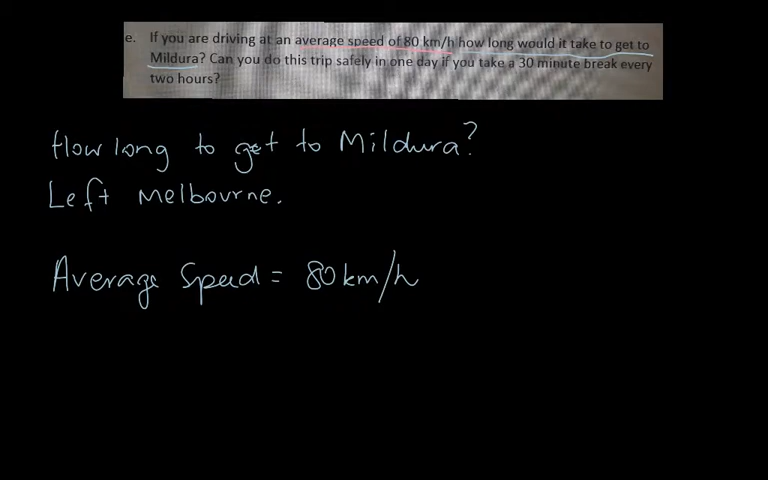 e. If you are driving at an average speed of 80 km/h how long would it take to get to
Mildura? Can you do this trip safely in one day if you take a 30 minute break every
two hours?
How long to get to Mildura?
Left Melbourne.
Average Speed = 80km/h